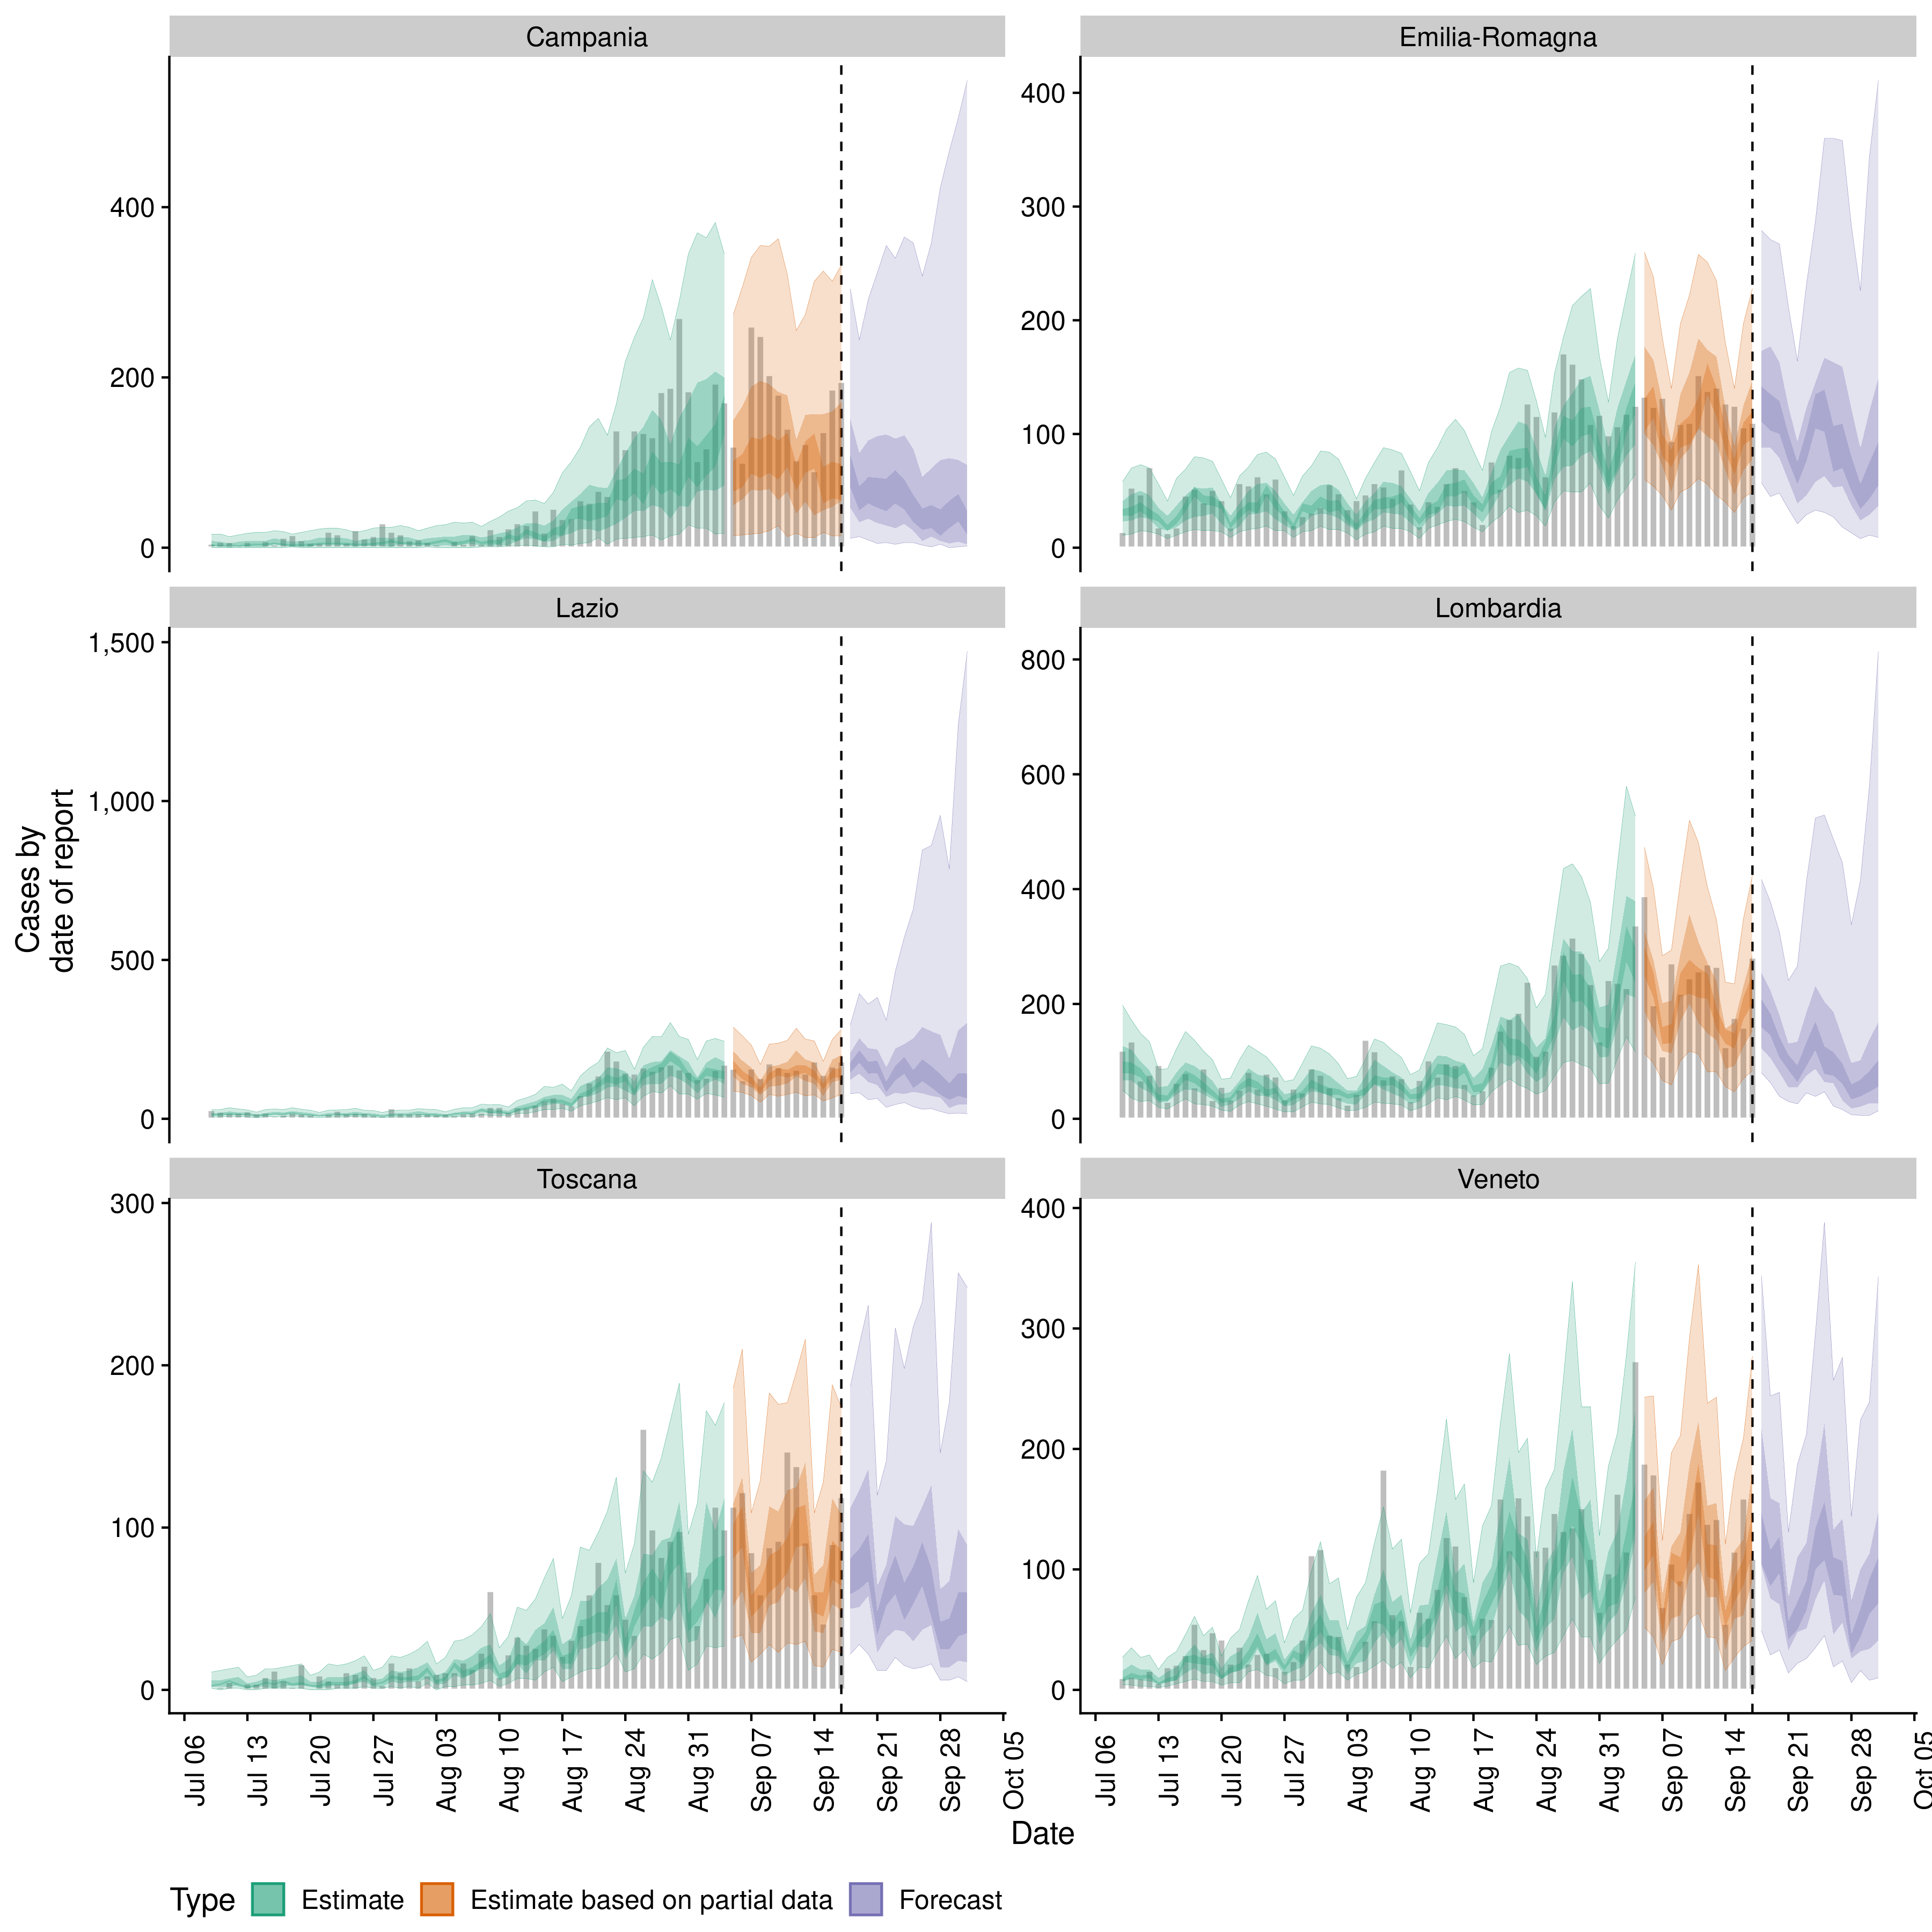 Campania
Emilia-Romagna
400
200
0
400
300
200
100
0
Lazio
Lombardia
1,500
1,000
500
0
800
600
400
200
0
Cases by
date of report
Toscana
Veneto
300
200
100
0
400
300
200
100
0
Jul 06 Jul 13 Jul 20 Jul 27 Aug 03 Aug 10 Aug 17 Aug 24 Aug 31 Sep 07 Sep 14 Sep 21 Sep 28 Oct 05
Jul 06 Jul 13 Jul 20 Jul 27 Aug 03 Aug 10 Aug 17 Aug 24 Aug 31 Sep 07 Sep 14 Sep 21 Sep 28 Oct 05
Date
Type Estimate Estimate based on partial data Forecast